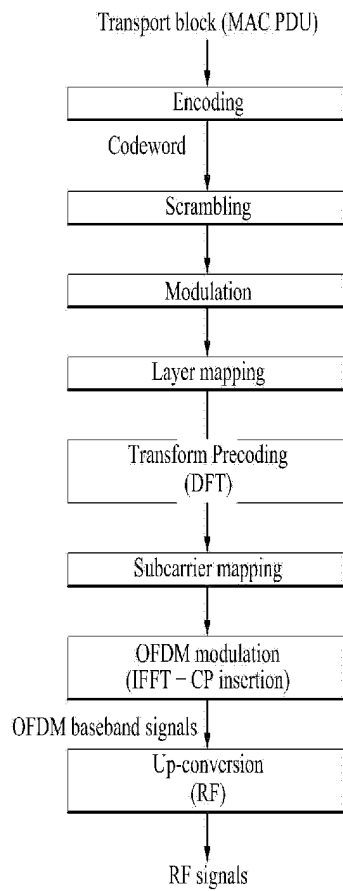 Transport block (MAC PDU)
Encoding
Codeword
Scrambling
Modulation
Layer mapping
Transform Precoding
(DFT)
Subcarrier mapping
OFDM modulation
(IFFT − CP insertion)
OFDM baseband signals
Up-conversion
(RF)
RF signals